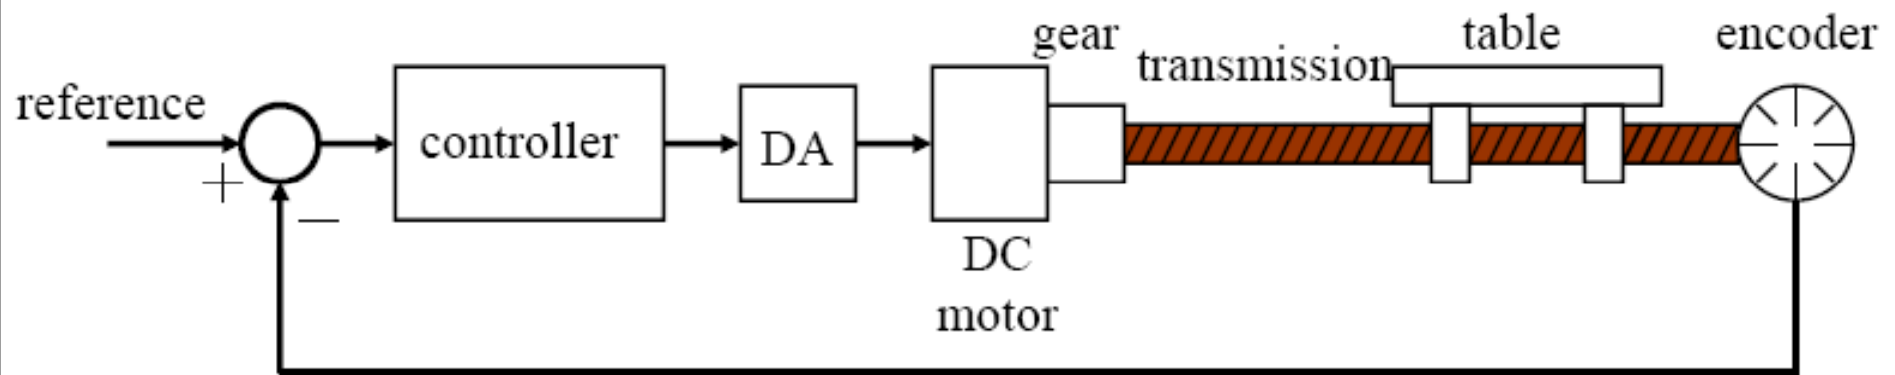 gear
table
encoder
transmission
reference
controller
DA
+
−
DC
motor